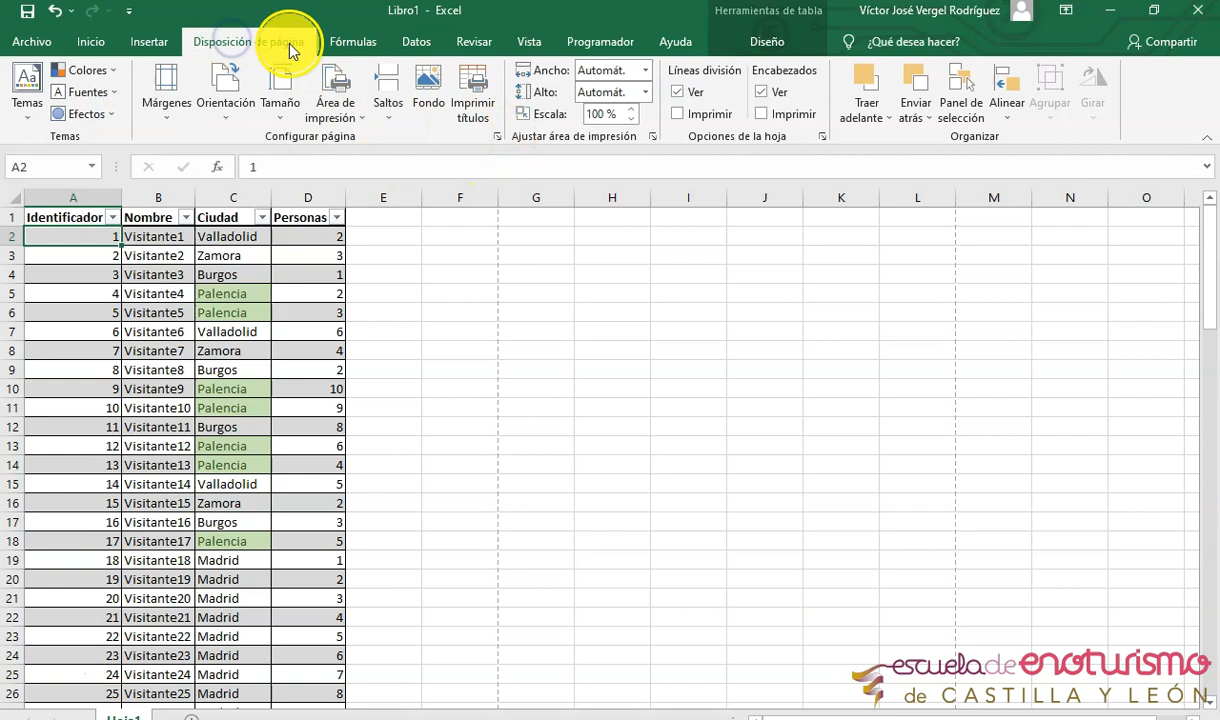 Libro1 - Excel
Herramientas de tabla
Víctor José Vergel Rodríguez
Archivo Inicio Insertar Disposición de página Fórmulas Datos Revisar Vista Programador Ayuda Diseño ¿Qué desea hacer? Compartir
Temas
Colores
Fuentes
Efectos
Temas
Márgenes Orientación Tamaño Área de impresión Saltos Fondo Imprimir títulos
Configurar página
Ancho: Automát.
Alto: Automát.
Escala: 100 %
Ajustar área de impresión
Líneas división
Ver
Imprimir
Encabezados
Ver
Imprimir
Opciones de la hoja
Traer adelante Enviar atrás Panel de selección Alinear Agrupar Girar
Organizar
A2 fx 1
A B C D E F G H I J K L M N O
1 Identificador Nombre Ciudad Personas
2 1 Visitante1 Valladolid 2
3 2 Visitante2 Zamora 3
4 3 Visitante3 Burgos 1
5 4 Visitante4 Palencia 2
6 5 Visitante5 Palencia 3
7 6 Visitante6 Valladolid 6
8 7 Visitante7 Zamora 4
9 8 Visitante8 Burgos 2
10 9 Visitante9 Palencia 10
11 10 Visitante10 Palencia 9
12 11 Visitante11 Burgos 8
13 12 Visitante12 Palencia 6
14 13 Visitante13 Palencia 4
15 14 Visitante14 Valladolid 5
16 15 Visitante15 Zamora 2
17 16 Visitante16 Burgos 3
18 17 Visitante17 Palencia 5
19 18 Visitante18 Madrid 1
20 19 Visitante19 Madrid 2
21 20 Visitante20 Madrid 3
22 21 Visitante21 Madrid 4
23 22 Visitante22 Madrid 5
24 23 Visitante23 Madrid 6
25 24 Visitante24 Madrid 7
26 25 Visitante25 Madrid 8
Hoja1
escuela de enoturismo
de CASTILLA Y LEÓN